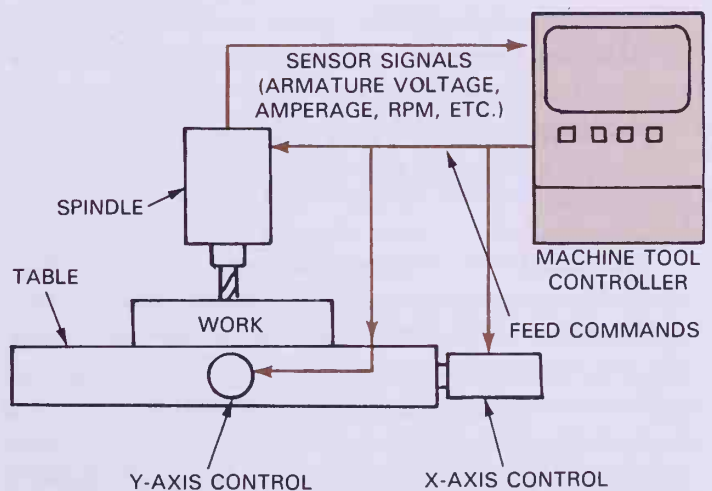 SENSOR SIGNALS
(ARMATURE VOLTAGE,
AMPERAGE, RPM, ETC.)
SPINDLE
MACHINE TOOL
CONTROLLER
TABLE
WORK
FEED COMMANDS
Y-AXIS CONTROL
X-AXIS CONTROL